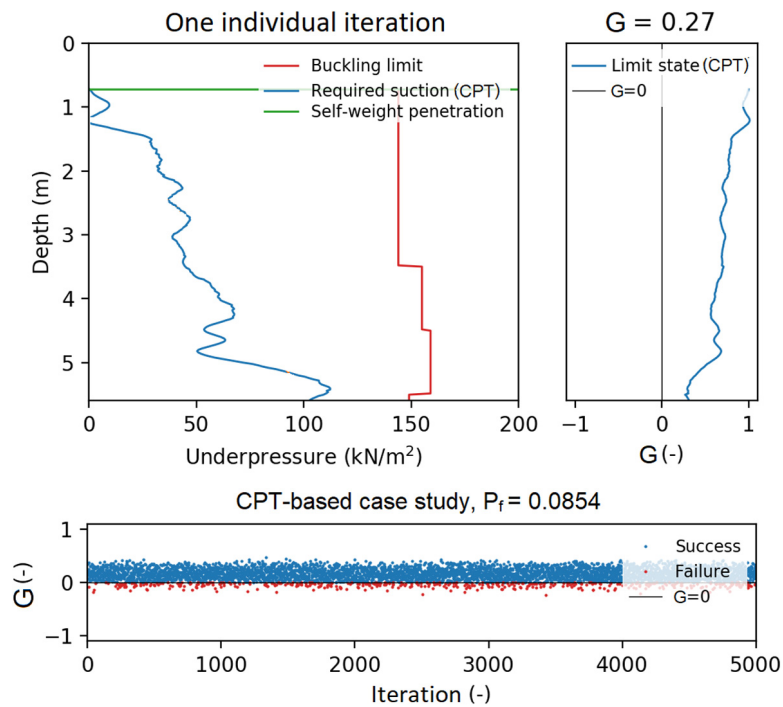 One individual iteration
G = 0.27
0
1
2
3
4
5
Depth (m)
Buckling limit
Required suction (CPT)
Self-weight penetration
0
50
100
150
200
Underpressure (kN/m²)
Limit state (CPT)
G=0
−1
0
1
G (-)
CPT-based case study, Pf = 0.0854
1
0
−1
G (-)
Success
Failure
G=0
0
1000
2000
3000
4000
5000
Iteration (-)